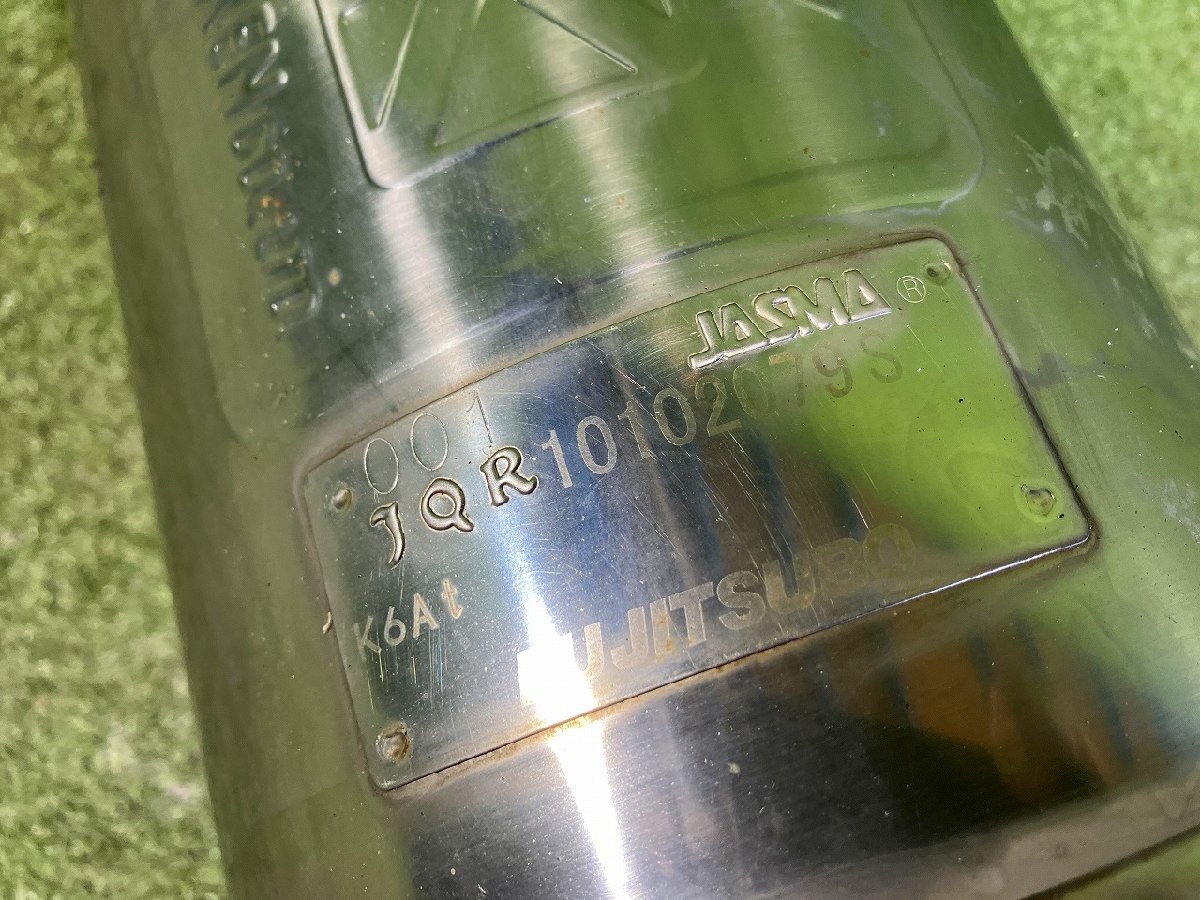 JASMA®
001
JQR10102079S
K6At
FUJITSUBO